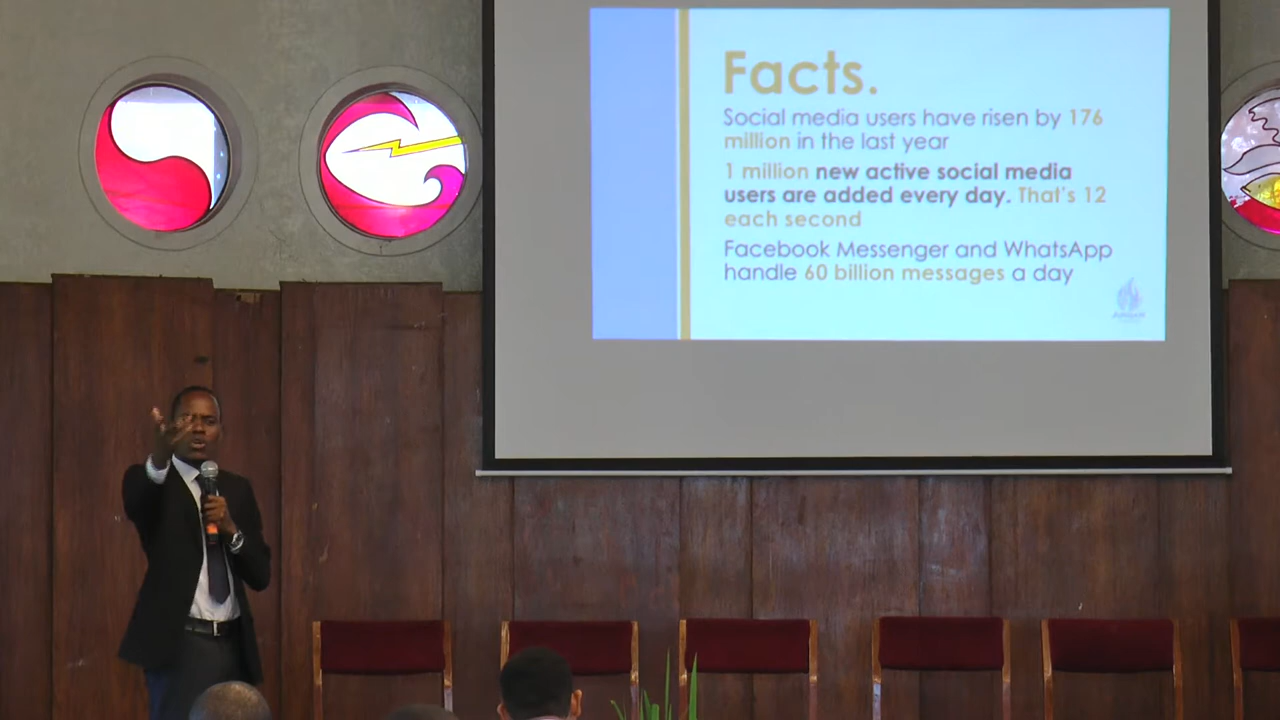 Facts.
Social media users have risen by 176
million in the last year
1 million new active social media
users are added every day. That's 12
each second
Facebook Messenger and WhatsApp
handle 60 billion messages a day